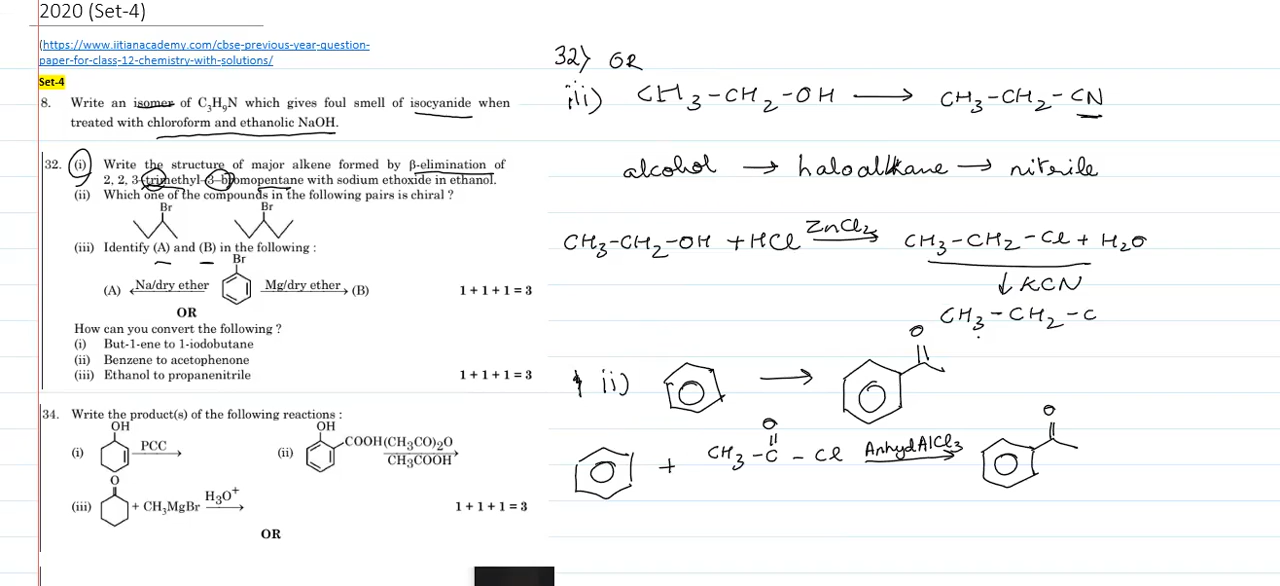 2020 (Set-4)
(https://www.iitianacademy.com/cbse-previous-year-question-
paper-for-class-12-chemistry-with-solutions/
Set-4
8. Write an isomer of C3H9N which gives foul smell of isocyanide when
treated with chloroform and ethanolic NaOH.
32. (i) Write the structure of major alkene formed by β-elimination of
2, 2, 3-trimethyl-3-bromopentane with sodium ethoxide in ethanol.
(ii) Which one of the compounds in the following pairs is chiral ?
Br Br
(iii) Identify (A) and (B) in the following :
Br
(A) Na/dry ether Mg/dry ether (B) 1 + 1 + 1 = 3
OR
How can you convert the following ?
(i) But-1-ene to 1-iodobutane
(ii) Benzene to acetophenone
(iii) Ethanol to propanenitrile 1 + 1 + 1 = 3
34. Write the product(s) of the following reactions :
OH OH
(i) PCC (ii) COOH(CH3CO)2O
CH3COOH
O
(iii) + CH3MgBr H3O+ 1 + 1 + 1 = 3
OR
32) OR
iii) CH3-CH2-OH → CH3-CH2-CN
alcohol → haloalkane → niterile
CH3-CH2-OH + HCl ZnCl2 → CH3-CH2-Cl + H2O
↓ KCN
CH3-CH2-C
O
ii) →
O O
+ CH3-C-Cl Anhyd AlCl3 →